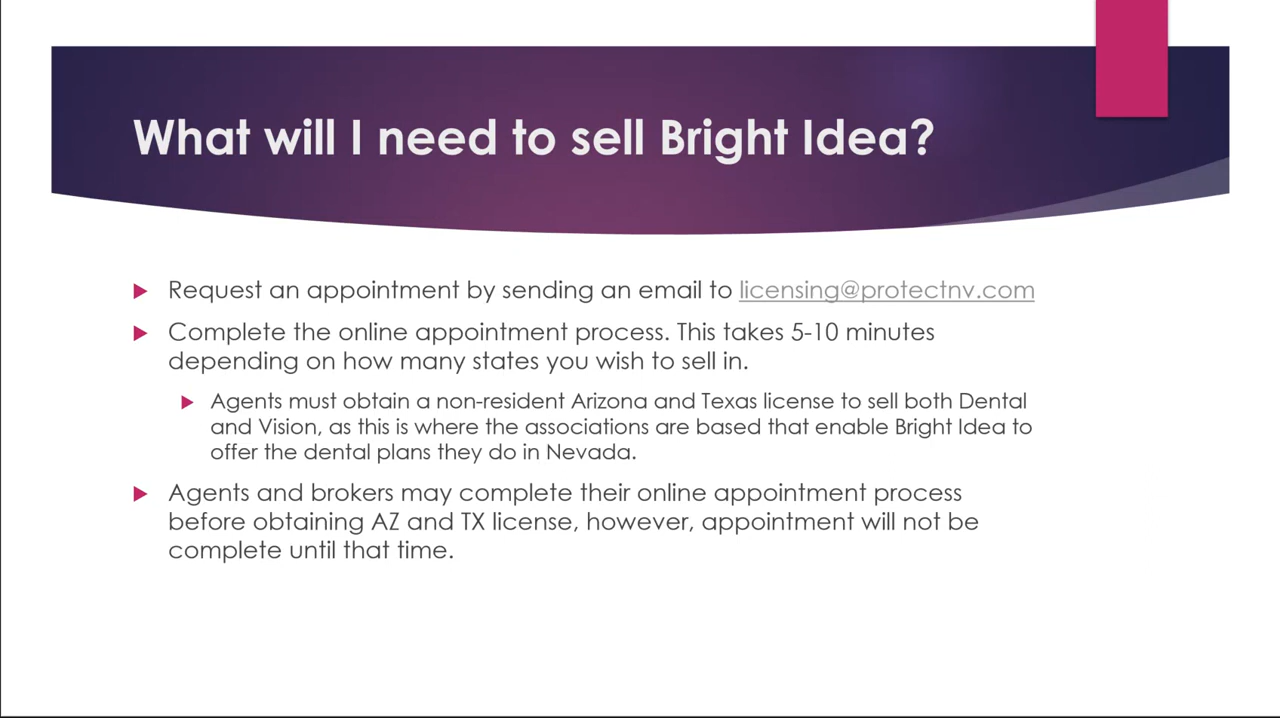 What will I need to sell Bright Idea?
Request an appointment by sending an email to licensing@protectnv.com
Complete the online appointment process. This takes 5-10 minutes
depending on how many states you wish to sell in.
Agents must obtain a non-resident Arizona and Texas license to sell both Dental
and Vision, as this is where the associations are based that enable Bright Idea to
offer the dental plans they do in Nevada.
Agents and brokers may complete their online appointment process
before obtaining AZ and TX license, however, appointment will not be
complete until that time.